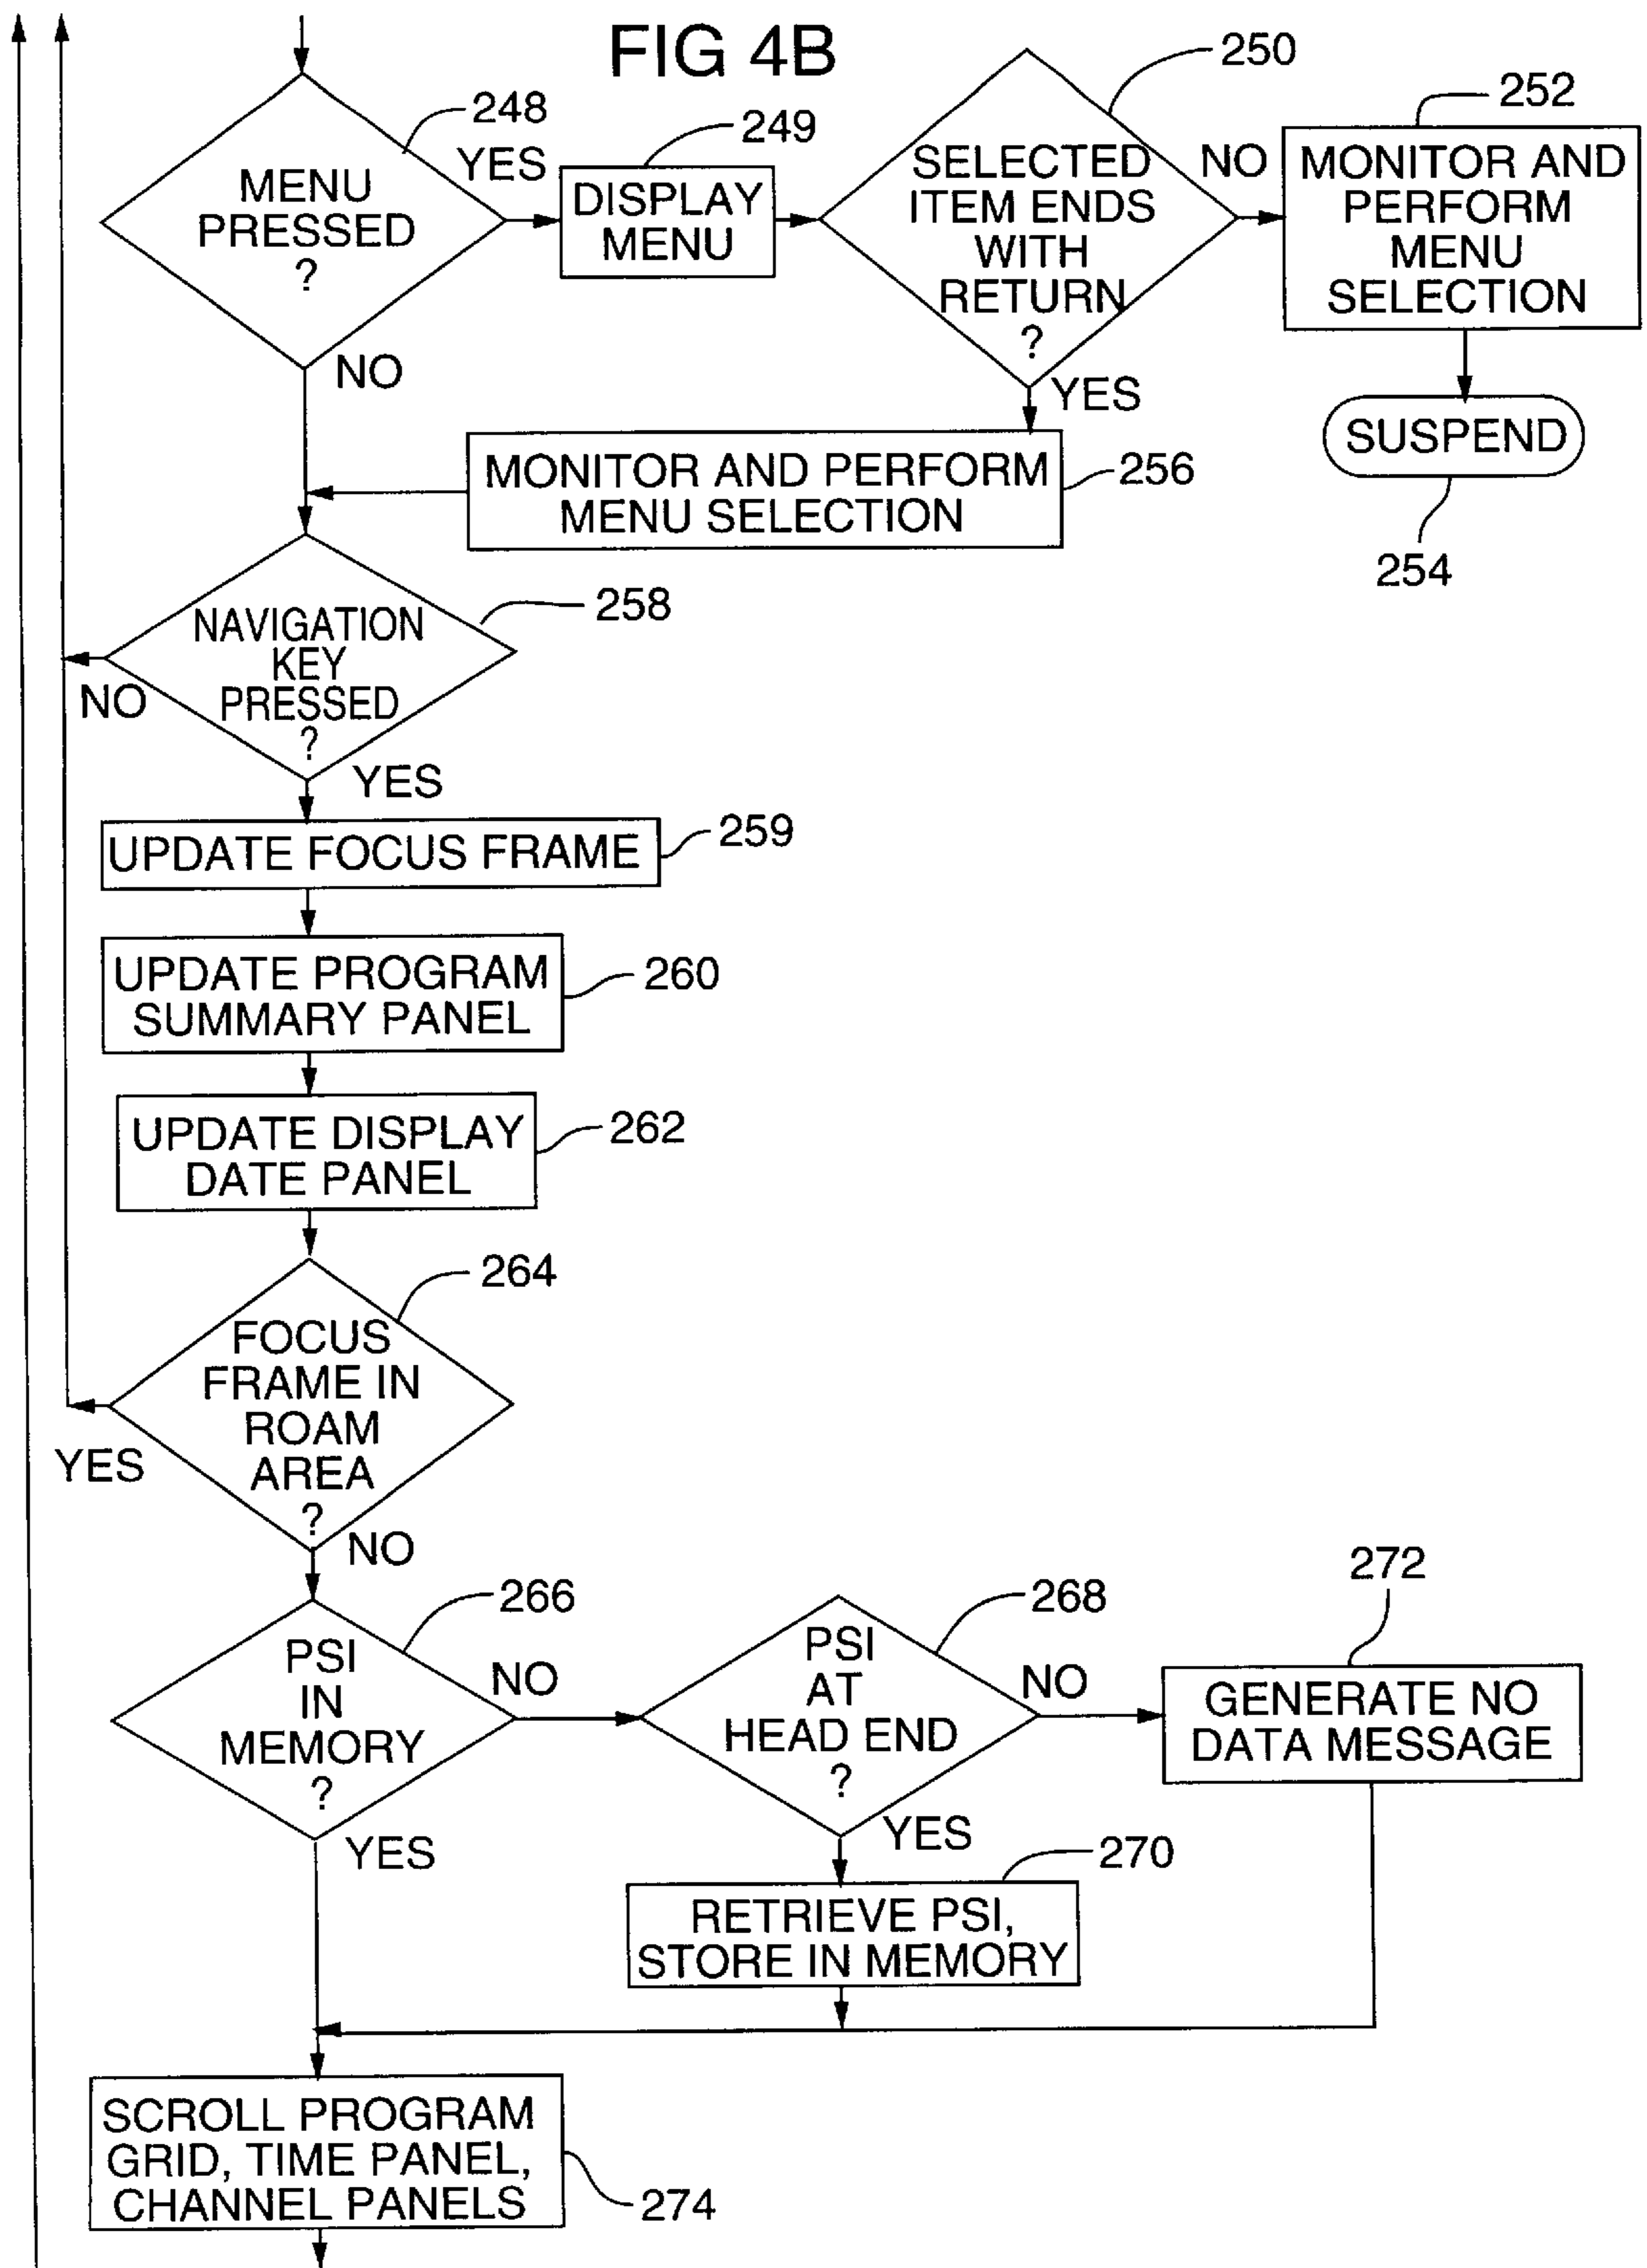 FIG 4B
248
MENU
PRESSED
?
YES
NO
249
DISPLAY
MENU
250
SELECTED
ITEM ENDS
WITH
RETURN
?
NO
YES
252
MONITOR AND
PERFORM
MENU
SELECTION
SUSPEND
254
MONITOR AND PERFORM
MENU SELECTION
256
258
NAVIGATION
KEY
PRESSED
?
NO
YES
UPDATE FOCUS FRAME
259
UPDATE PROGRAM
SUMMARY PANEL
260
UPDATE DISPLAY
DATE PANEL
262
264
FOCUS
FRAME IN
ROAM
AREA
?
YES
NO
266
PSI
IN
MEMORY
?
NO
YES
268
PSI
AT
HEAD END
?
NO
YES
272
GENERATE NO
DATA MESSAGE
270
RETRIEVE PSI,
STORE IN MEMORY
SCROLL PROGRAM
GRID, TIME PANEL,
CHANNEL PANELS
274